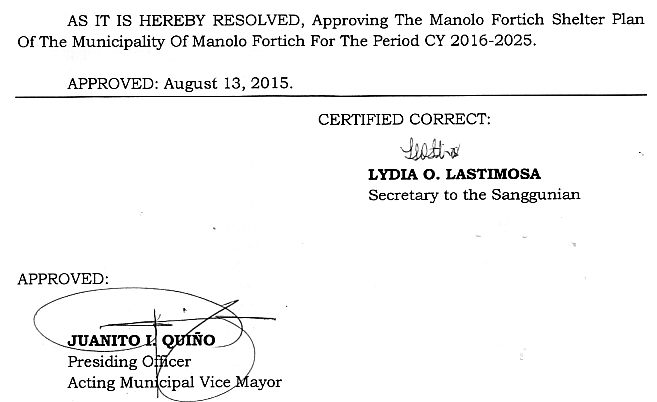 AS IT IS HEREBY RESOLVED, Approving The Manolo Fortich Shelter Plan
Of The Municipality Of Manolo Fortich For The Period CY 2016-2025.
APPROVED: August 13, 2015.
CERTIFIED CORRECT:
LYDIA O. LASTIMOSA
Secretary to the Sanggunian
APPROVED:
JUANITO I. QUIÑO
Presiding Officer
Acting Municipal Vice Mayor